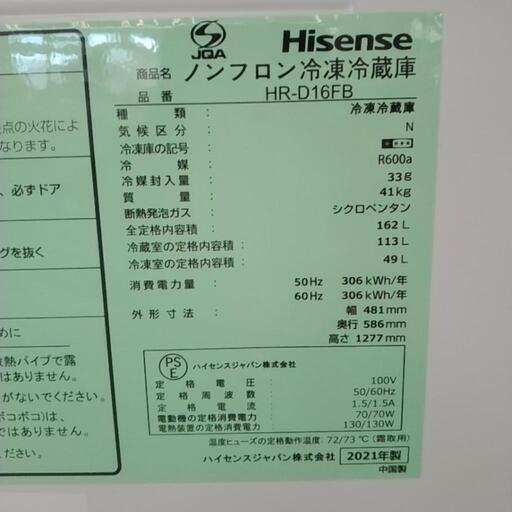 点の火花によ
なります。
、必ずドア
グを抜く
めに
放熱パイプで露
はありません。
がないでください。
ポコポコ)は、
ください。
JQA
Hisense
商品名 ノンフロン冷凍冷蔵庫
品番 HR-D16FB
種類 冷凍冷蔵庫
気候区分 N
冷凍庫の記号
冷媒 R600a
冷媒封入量 33g
質量 41kg
断熱発泡ガス シクロペンタン
全定格内容積: 162L
冷蔵室の定格内容積: 113L
冷凍室の定格内容積: 49L
消費電力量 50Hz 306kWh/年
60Hz 306kWh/年
外形寸法: 幅 481mm
奥行 586mm
高さ 1277mm
PS
E
ハイセンスジャパン株式会社
定格電圧: 100V
定格周波数: 50/60Hz
定格電流: 1.5/1.5A
電動機の定格消費電力: 70/70W
電熱装置の定格消費電力: 130/130W
温度ヒューズの定格動作温度: 72/73℃(霜取用)
ハイセンスジャパン株式会社 2021年製
中国製